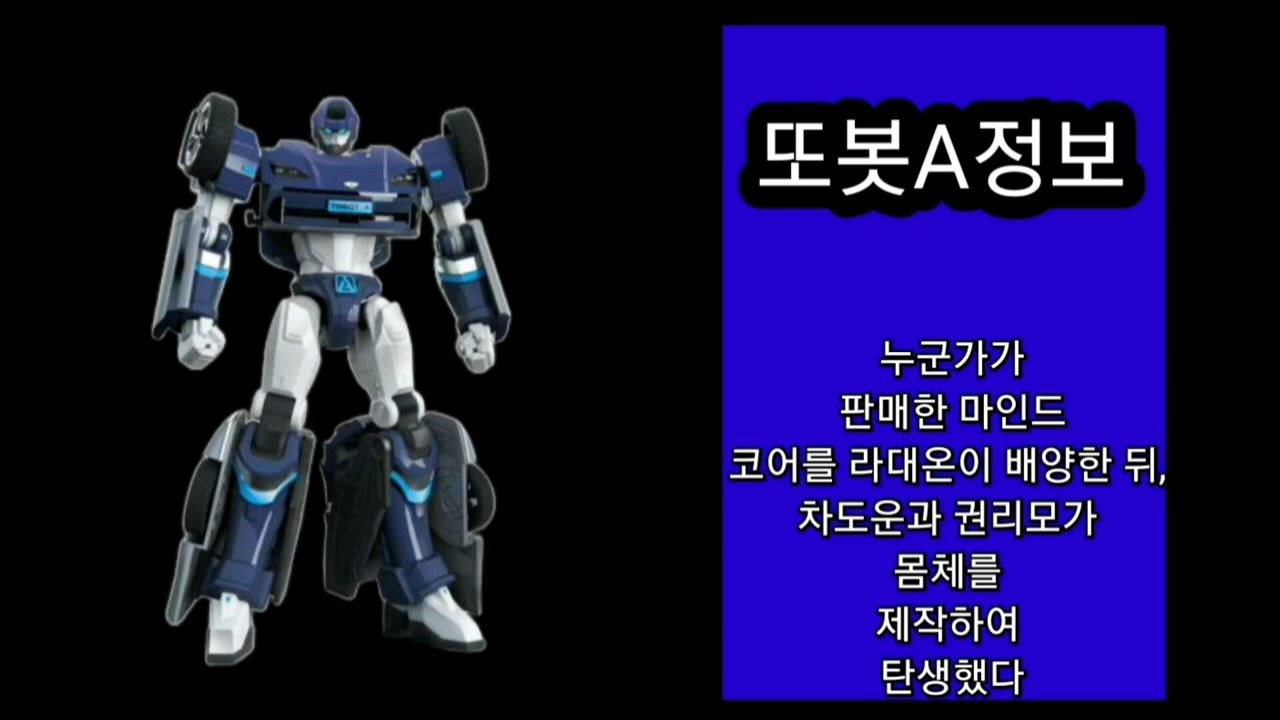 또봇A정보
누군가가
판매한 마인드
코어를 라대온이 배양한 뒤,
차도운과 권리모가
몸체를
제작하여
탄생했다
TOBOT A
A